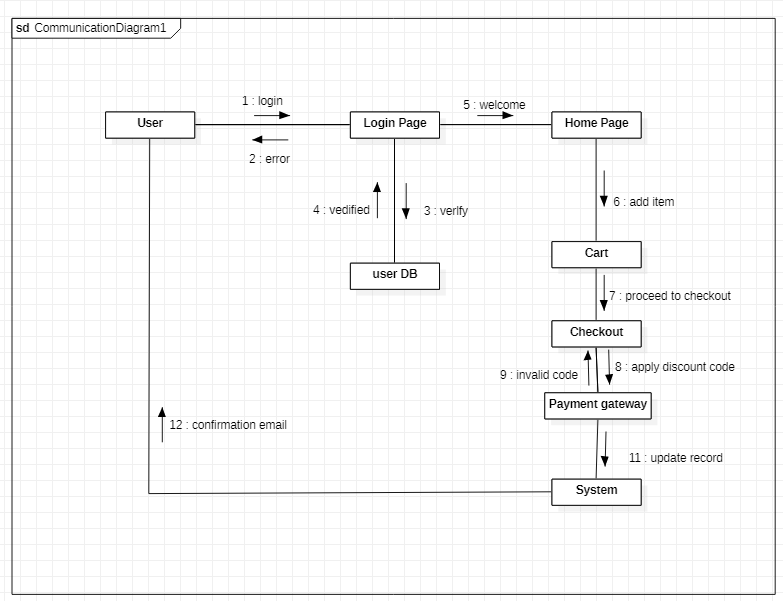 sd CommunicationDiagram1
1 : login
5 : welcome
User
Login Page
Home Page
2 : error
4 : vedified
3 : verify
6 : add item
Cart
user DB
7 : proceed to checkout
Checkout
9 : invalid code
8 : apply discount code
Payment gateway
12 : confirmation email
11 : update record
System